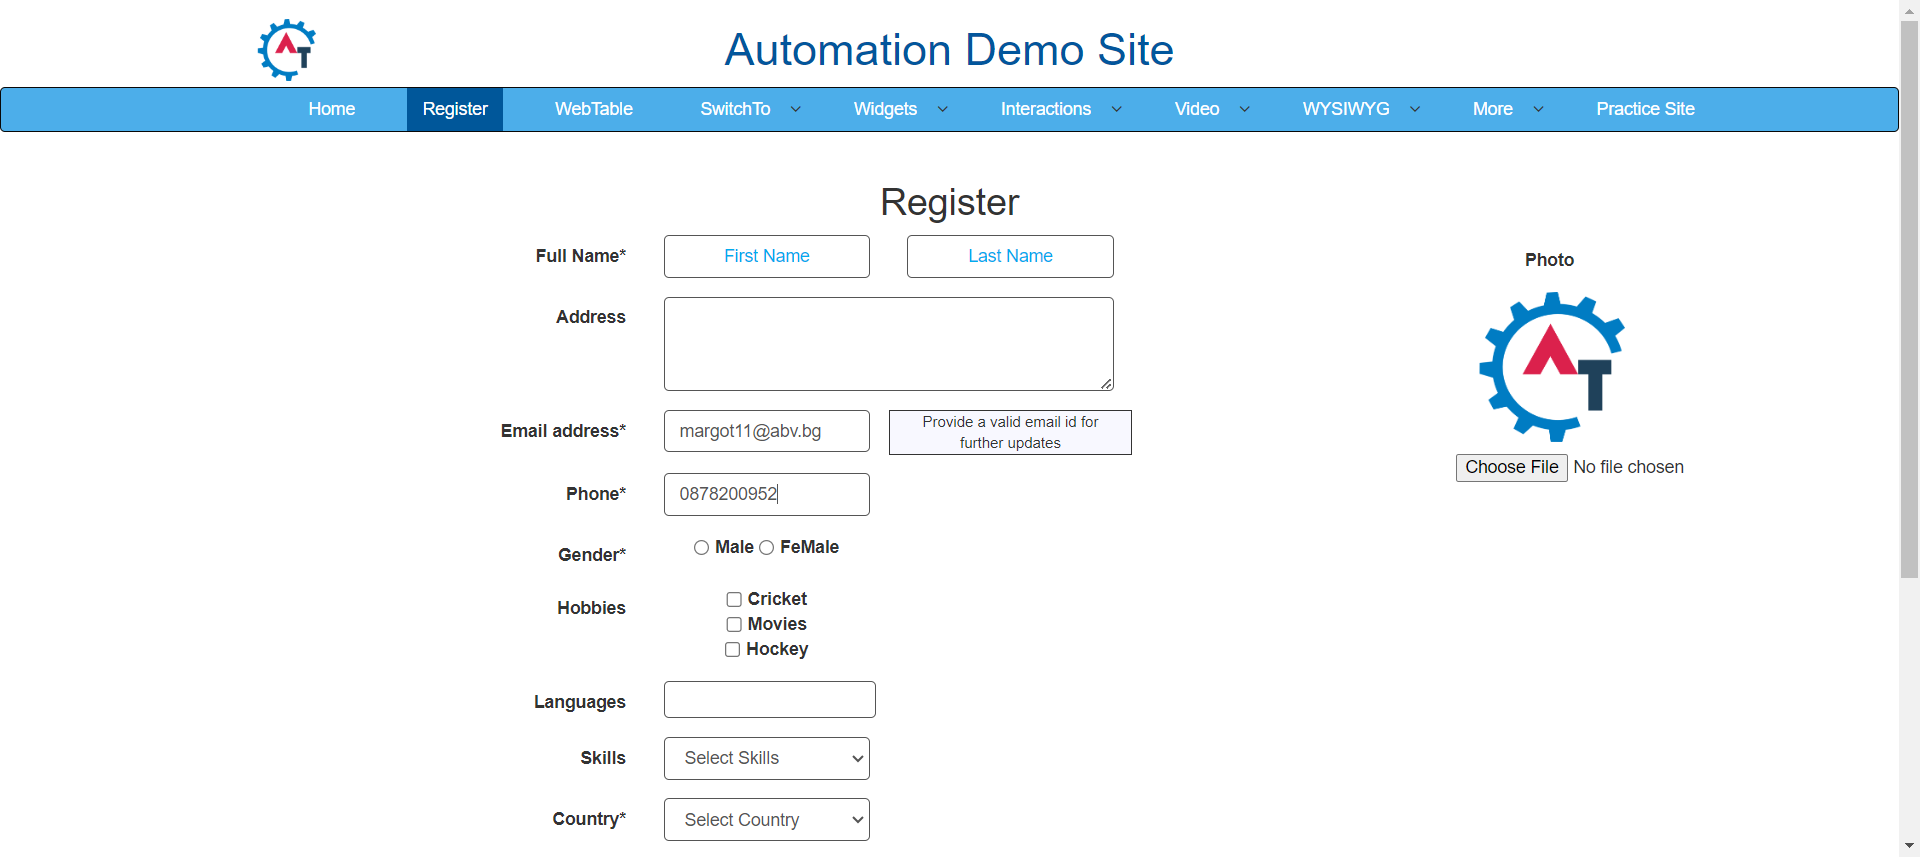 AT
Automation Demo Site
Home Register WebTable SwitchTo Widgets Interactions Video WYSIWYG More Practice Site
Register
Full Name* First Name Last Name
Photo
Address
AT
Email address* margot11@abv.bg
Provide a valid email id for
further updates
Choose File No file chosen
Phone* 0878200952
Gender* Male FeMale
Hobbies
Cricket
Movies
Hockey
Languages
Skills Select Skills
Country* Select Country